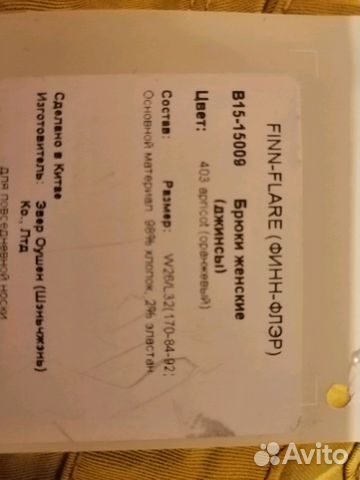 FINN-FLARE (ФИНН-ФЛЭР)
B15-15009 Брюки женские
(джинсы)
Цвет: 403 apricot (оранжевый)
Размер: W26/L32(170-84-92;
Состав:
Основной материал: 98% хлопок, 2% эластан
Сделано в Китае
Изготовитель: Эвер Оушен (Шэньчжэнь)
Ко., Лтд
Для повседневной носки
Avito